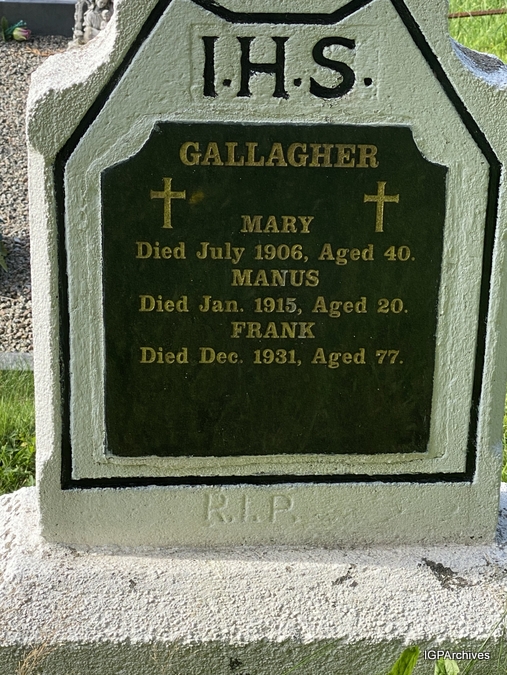 I.H.S.
GALLAGHER
MARY
Died July 1906, Aged 40.
MANUS
Died Jan. 1915, Aged 20.
FRANK
Died Dec. 1931, Aged 77.
R.I.P.
IGPArchives